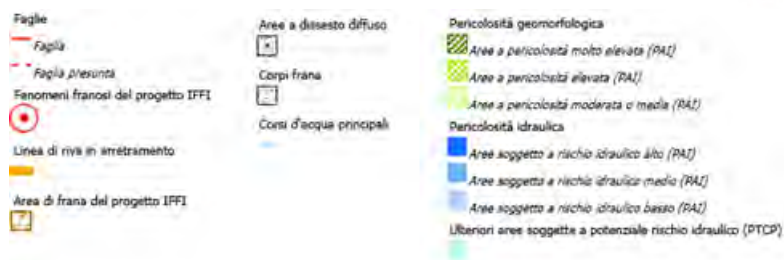 Faglie
Faglia
Faglia presunta
Fenomeni franosi del progetto IFFI
Linea di riva in arretramento
Area di frana del progetto IFFI
Aree a dissesto diffuso
Corpi frana
Corsi d'acqua principali
Pericolosità geomorfologica
Aree a pericolosità molto elevata (PAI)
Aree a pericolosità elevata (PAI)
Aree a pericolosità moderata o media (PAI)
Pericolosità idraulica
Aree soggetto a rischio idraulico alto (PAI)
Aree soggetto a rischio idraulico medio (PAI)
Aree soggetto a rischio idraulico basso (PAI)
Ulteriori aree soggette a potenziale rischio idraulico (PTCP)